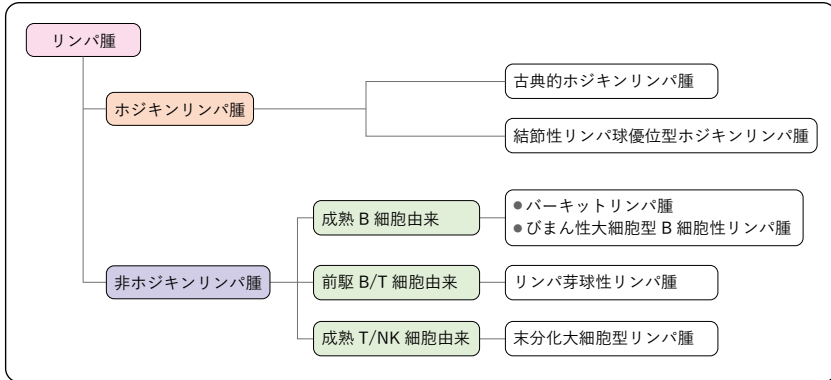 リンパ腫
ホジキンリンパ腫
古典的ホジキンリンパ腫
結節性リンパ球優位型ホジキンリンパ腫
非ホジキンリンパ腫
成熟 B 細胞由来
● バーキットリンパ腫
● びまん性大細胞型 B 細胞性リンパ腫
前駆 B/T 細胞由来
リンパ芽球性リンパ腫
成熟 T/NK 細胞由来
末分化大細胞型リンパ腫